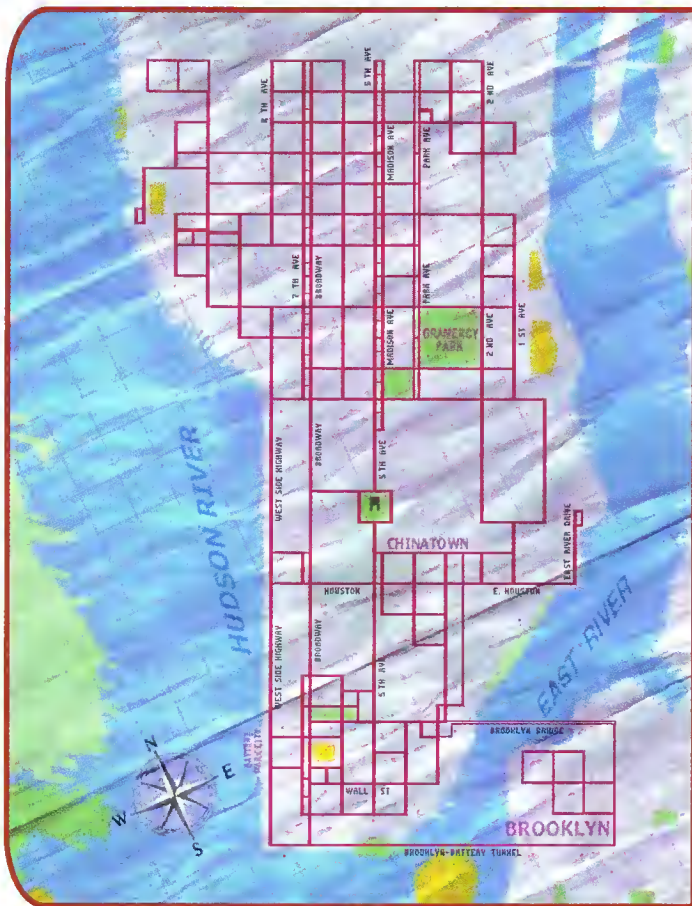 8 TH AVE
5 TH AVE
2 ND AVE
MADISON AVE
PARK AVE
7 TH AVE
BROADWAY
PARK AVE
MADISON AVE
GRAMERCY
PARK
2 ND AVE
1 ST AVE
HUDSON RIVER
WEST SIDE HIGHWAY
BROADWAY
5 TH AVE
CHINATOWN
EAST RIVER DRIVE
HOUSTON
E. HOUSTON
WEST SIDE HIGHWAY
BROADWAY
5 TH AVE
EAST RIVER
N
E
W
S
BATTERY
PARK CITY
BROOKLYN BRIDGE
WALL ST
BROOKLYN
BROOKLYN-BATTERY TUNNEL